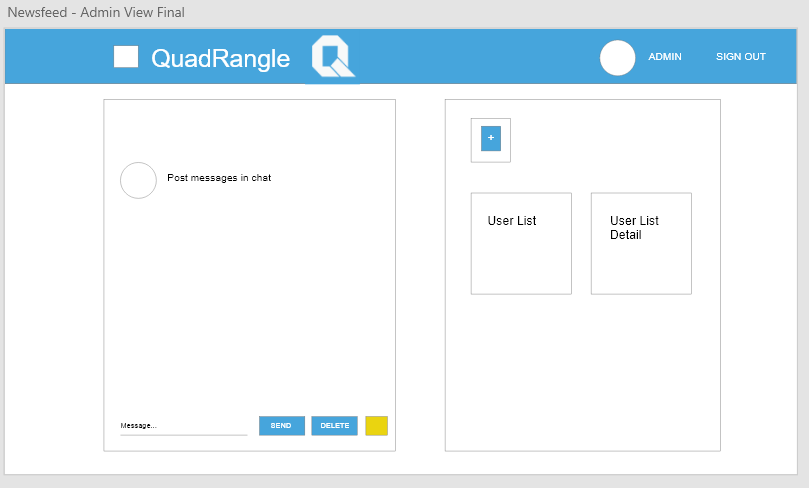 Newsfeed - Admin View Final
QuadRangle
Q
ADMIN
SIGN OUT
Post messages in chat
Message...
SEND
DELETE
+
User List
User List
Detail